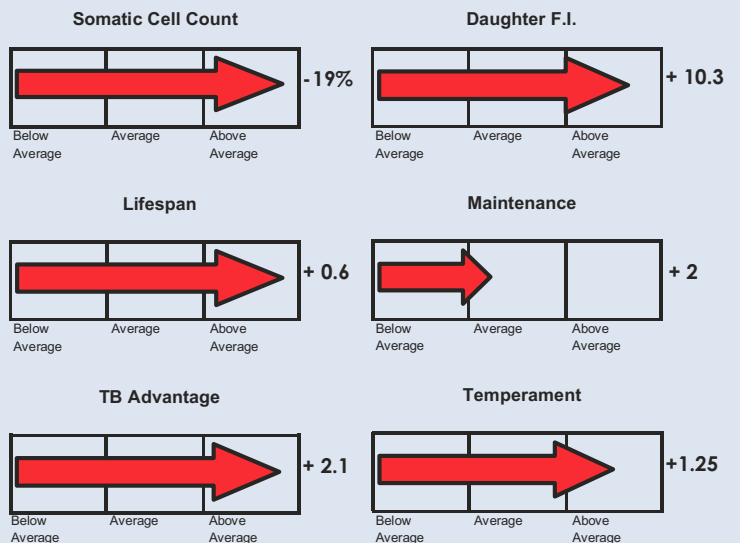 Somatic Cell Count
-19%
Below Average
Average
Above Average
Daughter F.I.
+ 10.3
Below Average
Average
Above Average
Lifespan
+ 0.6
Below Average
Average
Above Average
Maintenance
+ 2
Below Average
Average
Above Average
TB Advantage
+ 2.1
Below Average
Average
Above Average
Temperament
+1.25
Below Average
Average
Above Average